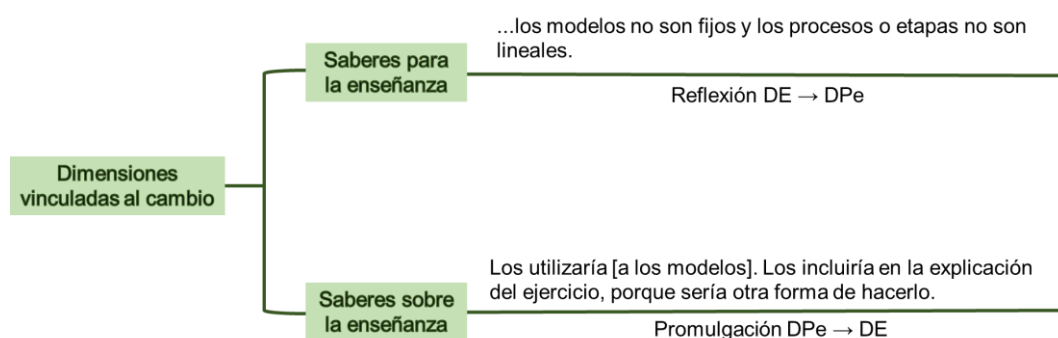 ...los modelos no son fijos y los procesos o etapas no son
lineales.
Saberes para
la enseñanza
Reflexión DE → DPe
Dimensiones
vinculadas al cambio
Los utilizaría [a los modelos]. Los incluiría en la explicación
del ejercicio, porque sería otra forma de hacerlo.
Saberes sobre
la enseñanza
Promulgación DPe → DE